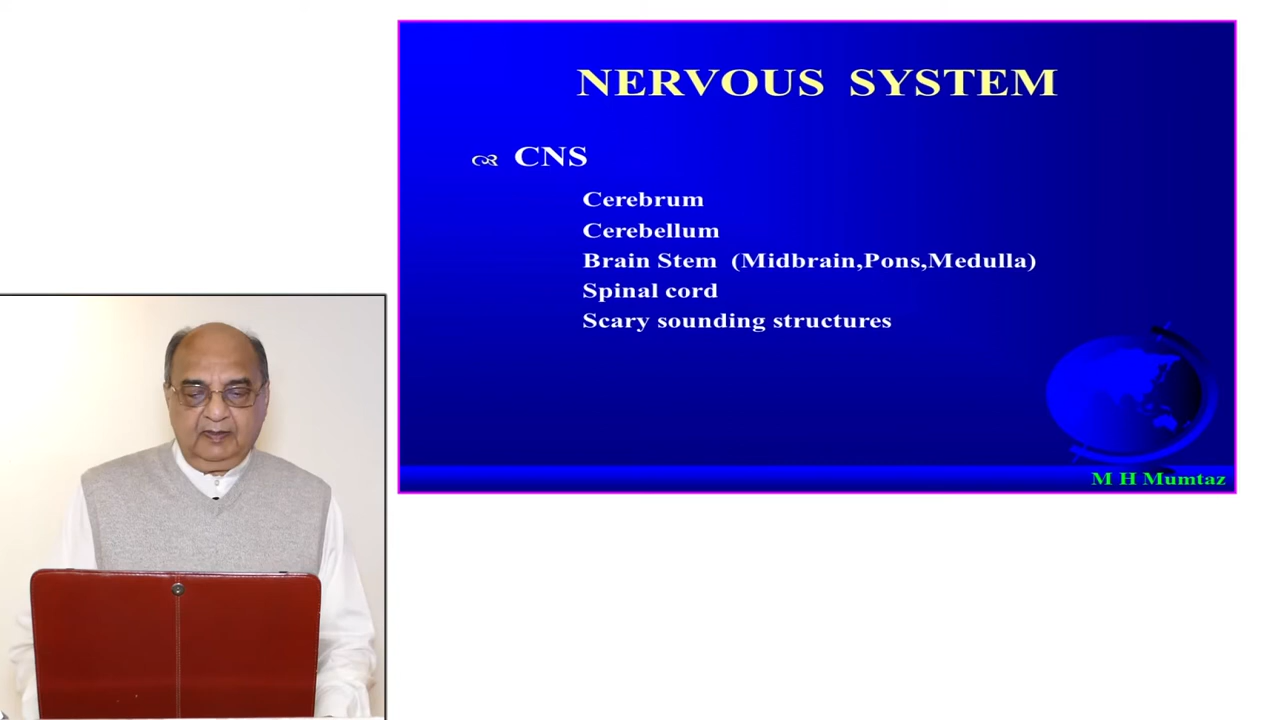 NERVOUS SYSTEM
CNS
Cerebrum
Cerebellum
Brain Stem (Midbrain,Pons,Medulla)
Spinal cord
Scary sounding structures
M H Mumtaz